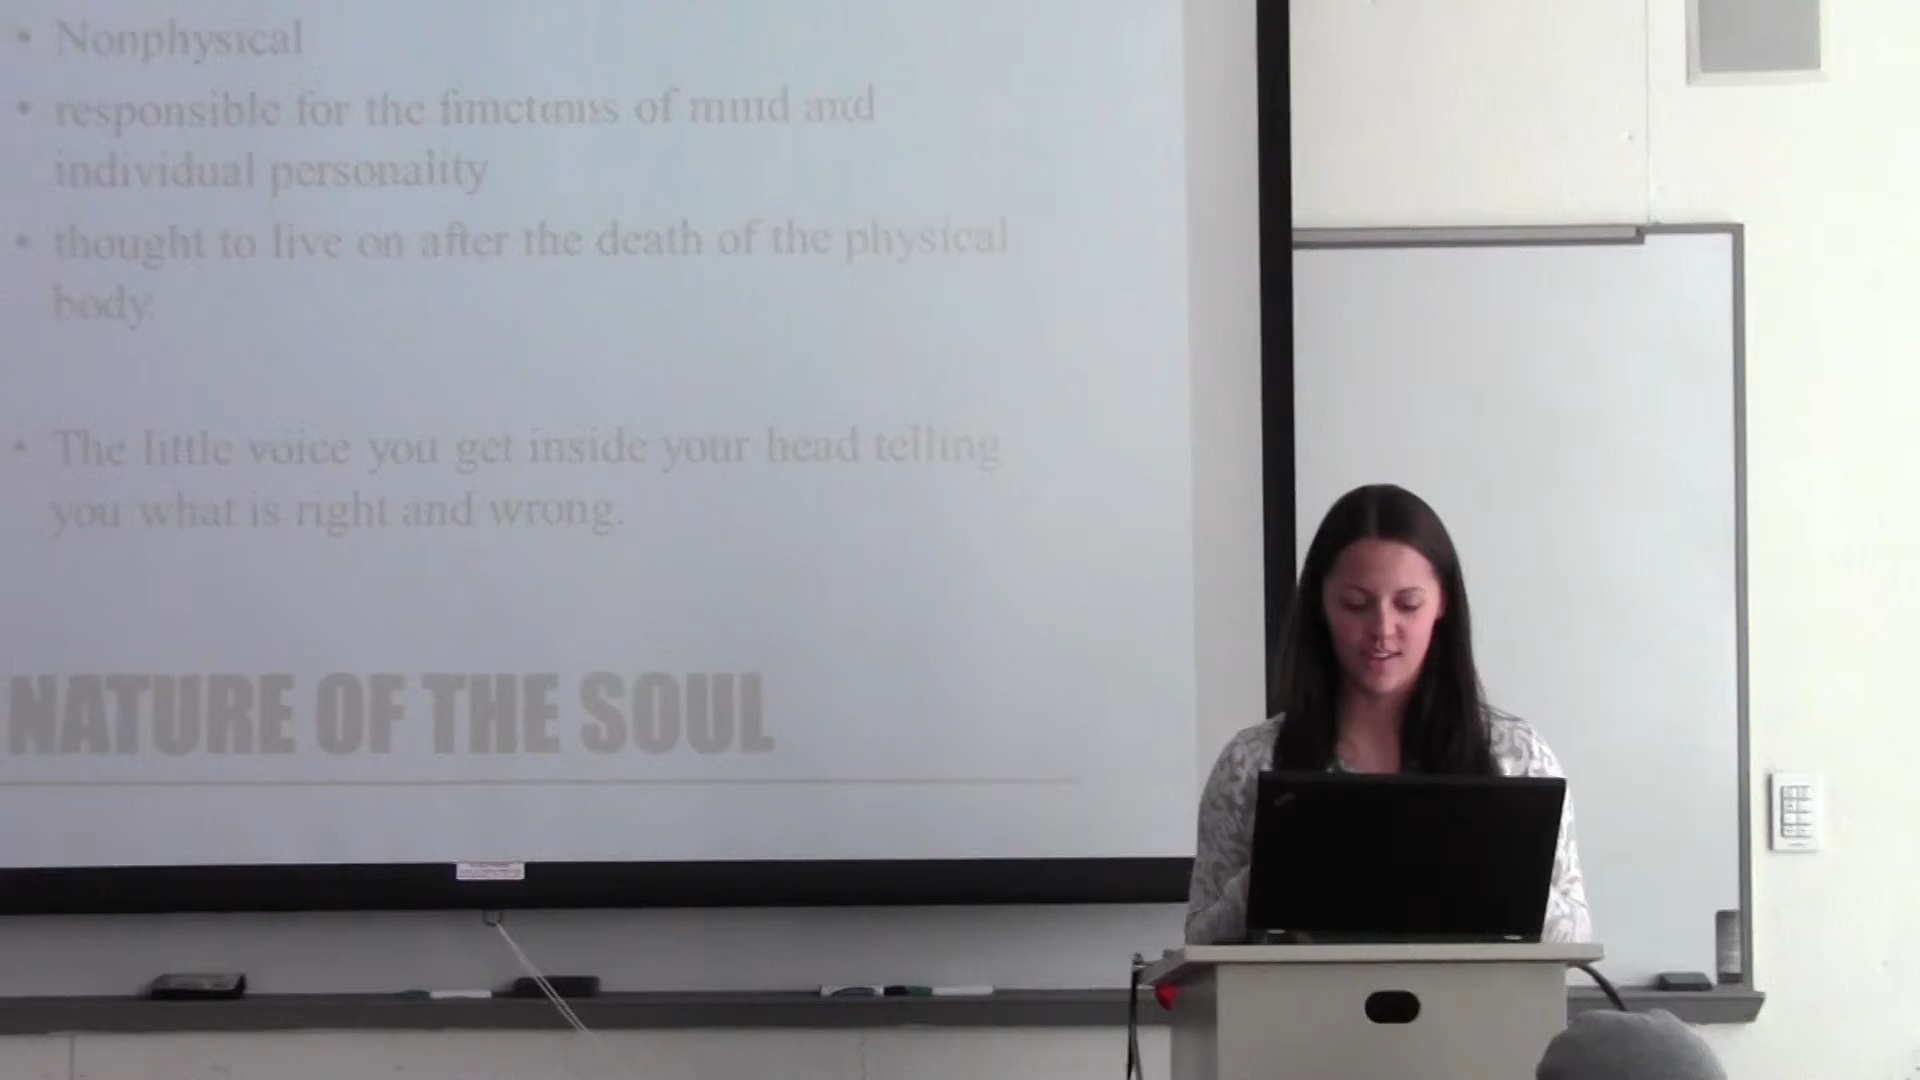 • Nonphysical
• responsible for the functions of mind and
individual personality
• thought to live on after the death of the physical
body.
• The little voice you get inside your head telling
you what is right and wrong.
NATURE OF THE SOUL